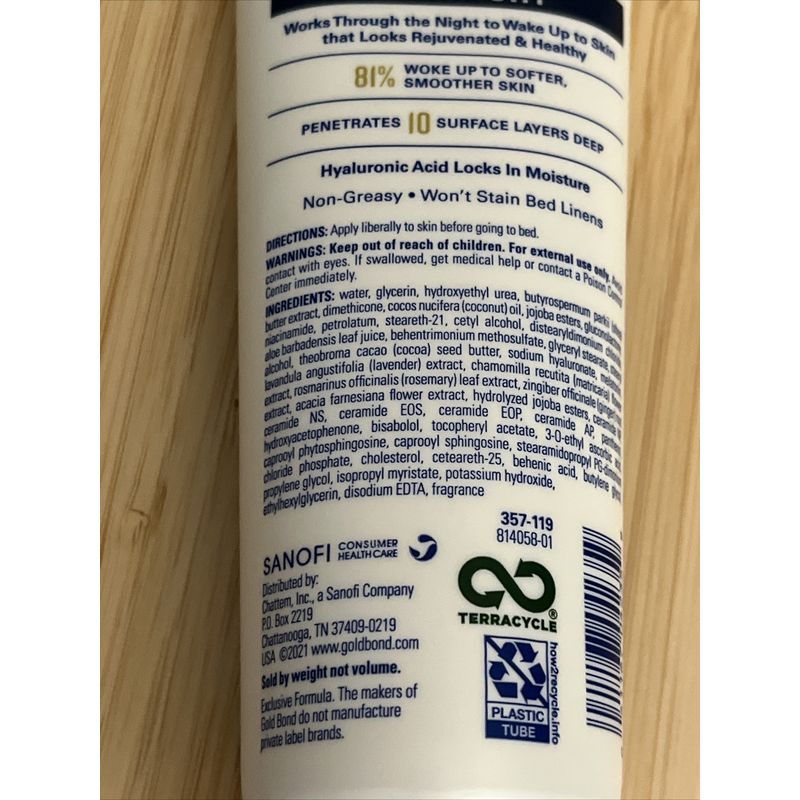 Works Through the Night to Wake Up to Skin
that Looks Rejuvenated & Healthy
81% WOKE UP TO SOFTER,
SMOOTHER SKIN
PENETRATES 10 SURFACE LAYERS DEEP
Hyaluronic Acid Locks In Moisture
Non-Greasy • Won't Stain Bed Linens
DIRECTIONS: Apply liberally to skin before going to bed.
WARNINGS: Keep out of reach of children. For external use only.
contact with eyes. If swallowed, get medical help or contact a Poison Control
Center immediately.
INGREDIENTS: water, glycerin, hydroxyethyl urea, butyrospermum parkii
butter extract, dimethicone, cocos nucifera (coconut) oil, jojoba esters,
niacinamide, petrolatum, steareth-21, cetyl alcohol, distearyldimonium
aloe barbadensis leaf juice, behentrimonium methosulfate, glyceryl stearate,
alcohol, theobroma cacao (cocoa) seed butter, sodium hyaluronate,
lavandula angustifolia (lavender) extract, chamomilla recutita (matricaria)
extract, rosmarinus officinalis (rosemary) leaf extract, zingiber officinale (ginger)
extract, acacia farnesiana flower extract, hydrolyzed jojoba esters, ceramide
ceramide NS, ceramide EOS, ceramide EOP, ceramide AP,
hydroxyacetophenone, bisabolol, tocopheryl acetate, 3-O-ethyl ascorbic
caprooyl phytosphingosine, caprooyl sphingosine, stearamidopropyl
chloride phosphate, cholesterol, ceteareth-25, behenic acid, butylene
propylene glycol, isopropyl myristate, potassium hydroxide,
ethylhexylglycerin, disodium EDTA, fragrance
357-119
814058-01
SANOFI CONSUMER
HEALTHCARE
Distributed by:
Chattem, Inc., a Sanofi Company
P.O. Box 2219
Chattanooga, TN 37409-0219
USA ©2021 www.goldbond.com
Sold by weight not volume.
Exclusive Formula. The makers of
Gold Bond do not manufacture
private label brands.
TERRACYCLE®
PLASTIC
TUBE
how2recycle.info